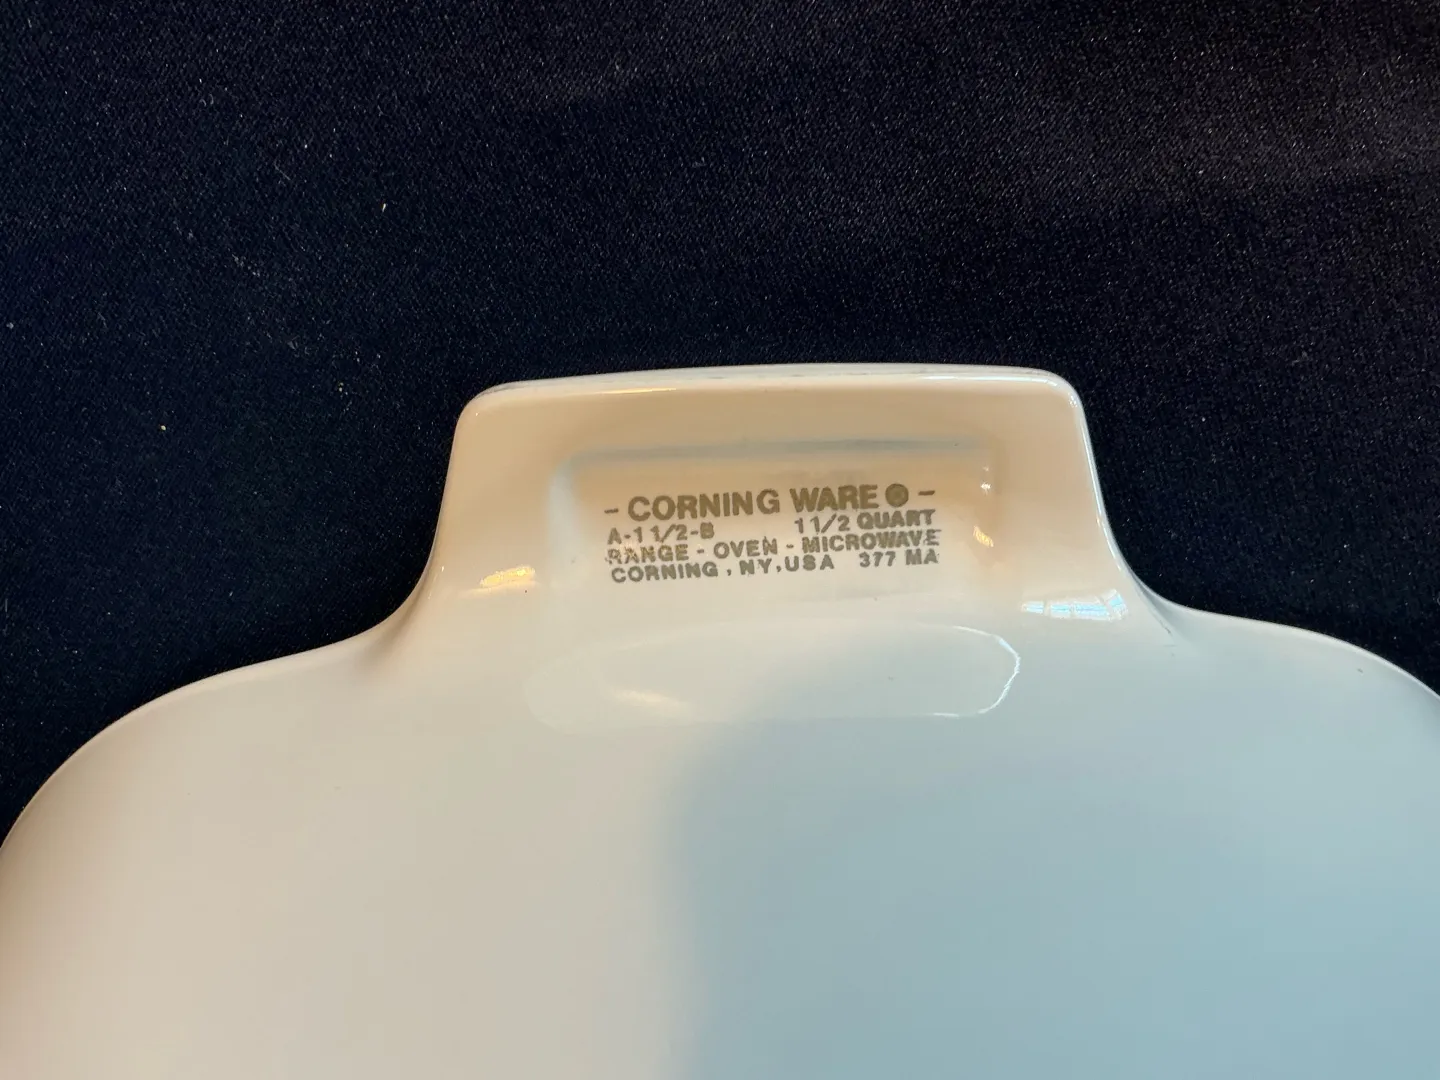 - CORNING WARE ® -
A-1 1/2-B 1 1/2 QUART
RANGE - OVEN - MICROWAVE
CORNING, NY, USA 377 MA